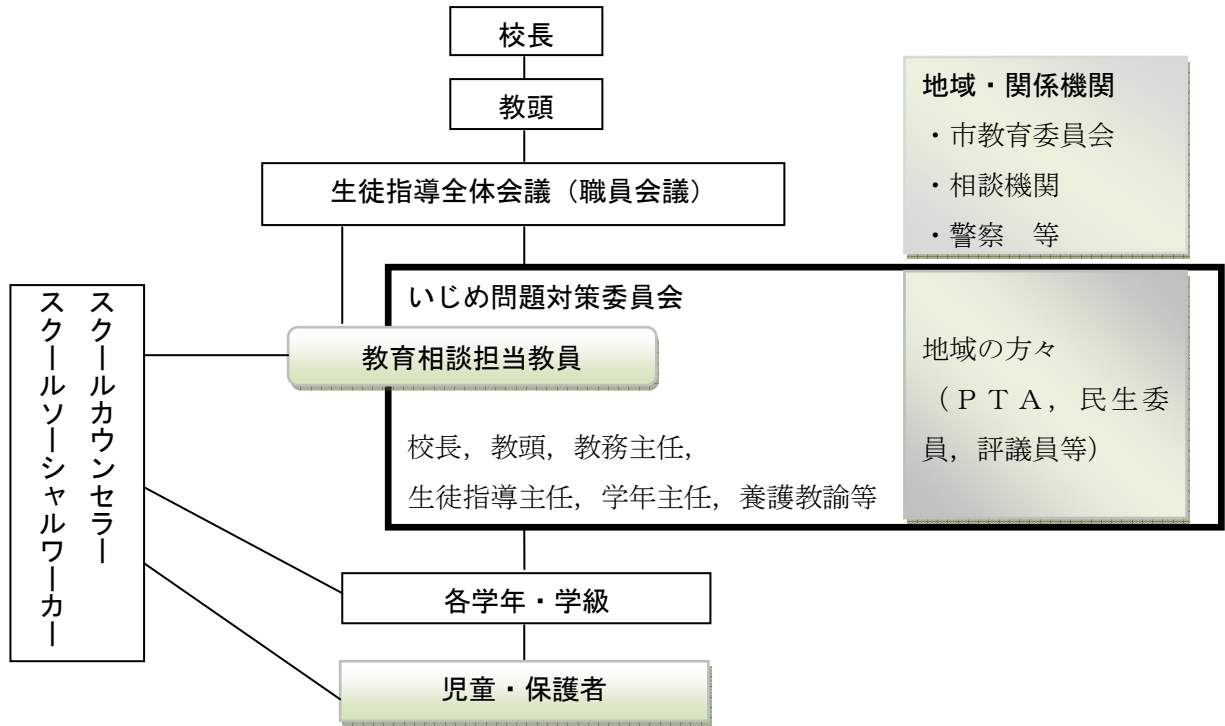 校長
教頭
生徒指導全体会議（職員会議）
地域・関係機関
・市教育委員会
・相談機関
・警察　等
いじめ問題対策委員会
教育相談担当教員
校長，教頭，教務主任，
生徒指導主任，学年主任，養護教諭等
地域の方々
（ＰＴＡ，民生委
員，評議員等）
スクールカウンセラー
スクールソーシャルワーカー
各学年・学級
児童・保護者